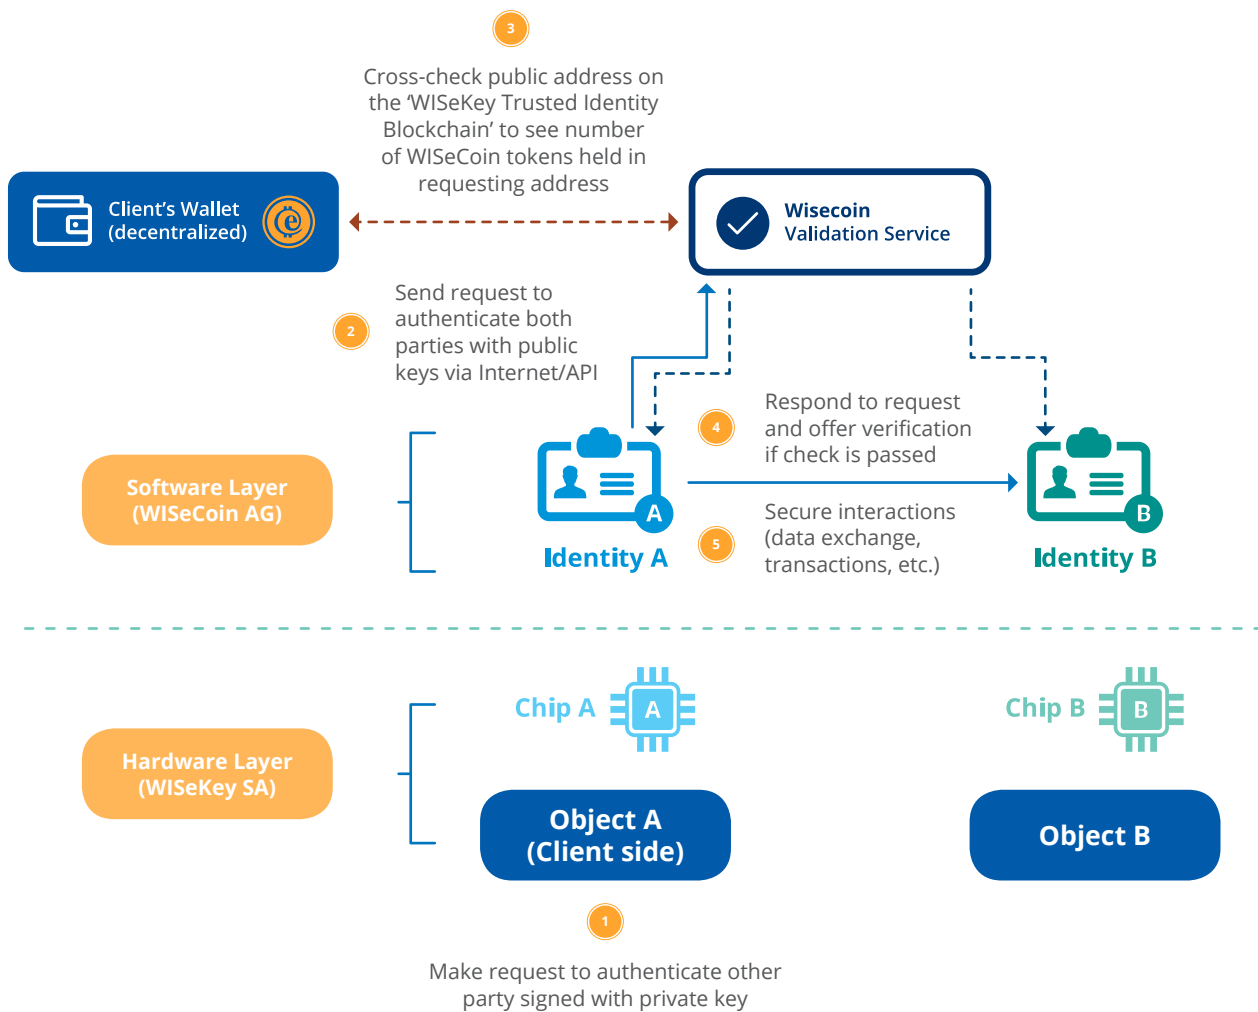 3
Cross-check public address on
the ‘WISeKey Trusted Identity
Blockchain’ to see number
of WISeCoin tokens held in
requesting address
Client’s Wallet
(decentralized)
Wisecoin
Validation Service
2
Send request to
authenticate both
parties with public
keys via Internet/API
4
Respond to request
and offer verification
if check is passed
Software Layer
(WISeCoin AG)
A
Identity A
5
Secure interactions
(data exchange,
transactions, etc.)
B
Identity B
Chip A
A
Chip B
B
Hardware Layer
(WISeKey SA)
Object A
(Client side)
Object B
1
Make request to authenticate other
party signed with private key